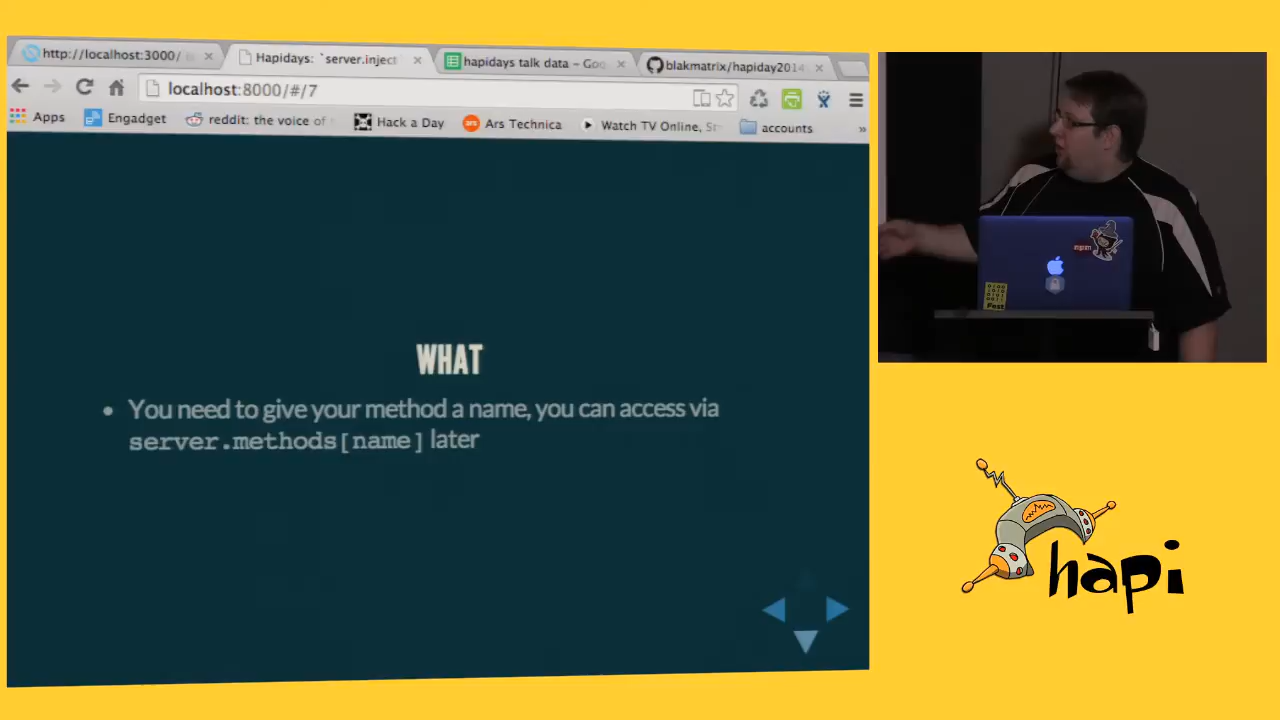 http://localhost:3000/
Hapidays: `server.inject
hapidays talk data - Goo
blakmatrix/hapiday2014
localhost:8000/#/7
Apps
Engadget
reddit: the voice of
Hack a Day
ars
Ars Technica
Watch TV Online, S
accounts
»
WHAT
• You need to give your method a name, you can access via
server.methods[name] later
npm
Fest
hapi